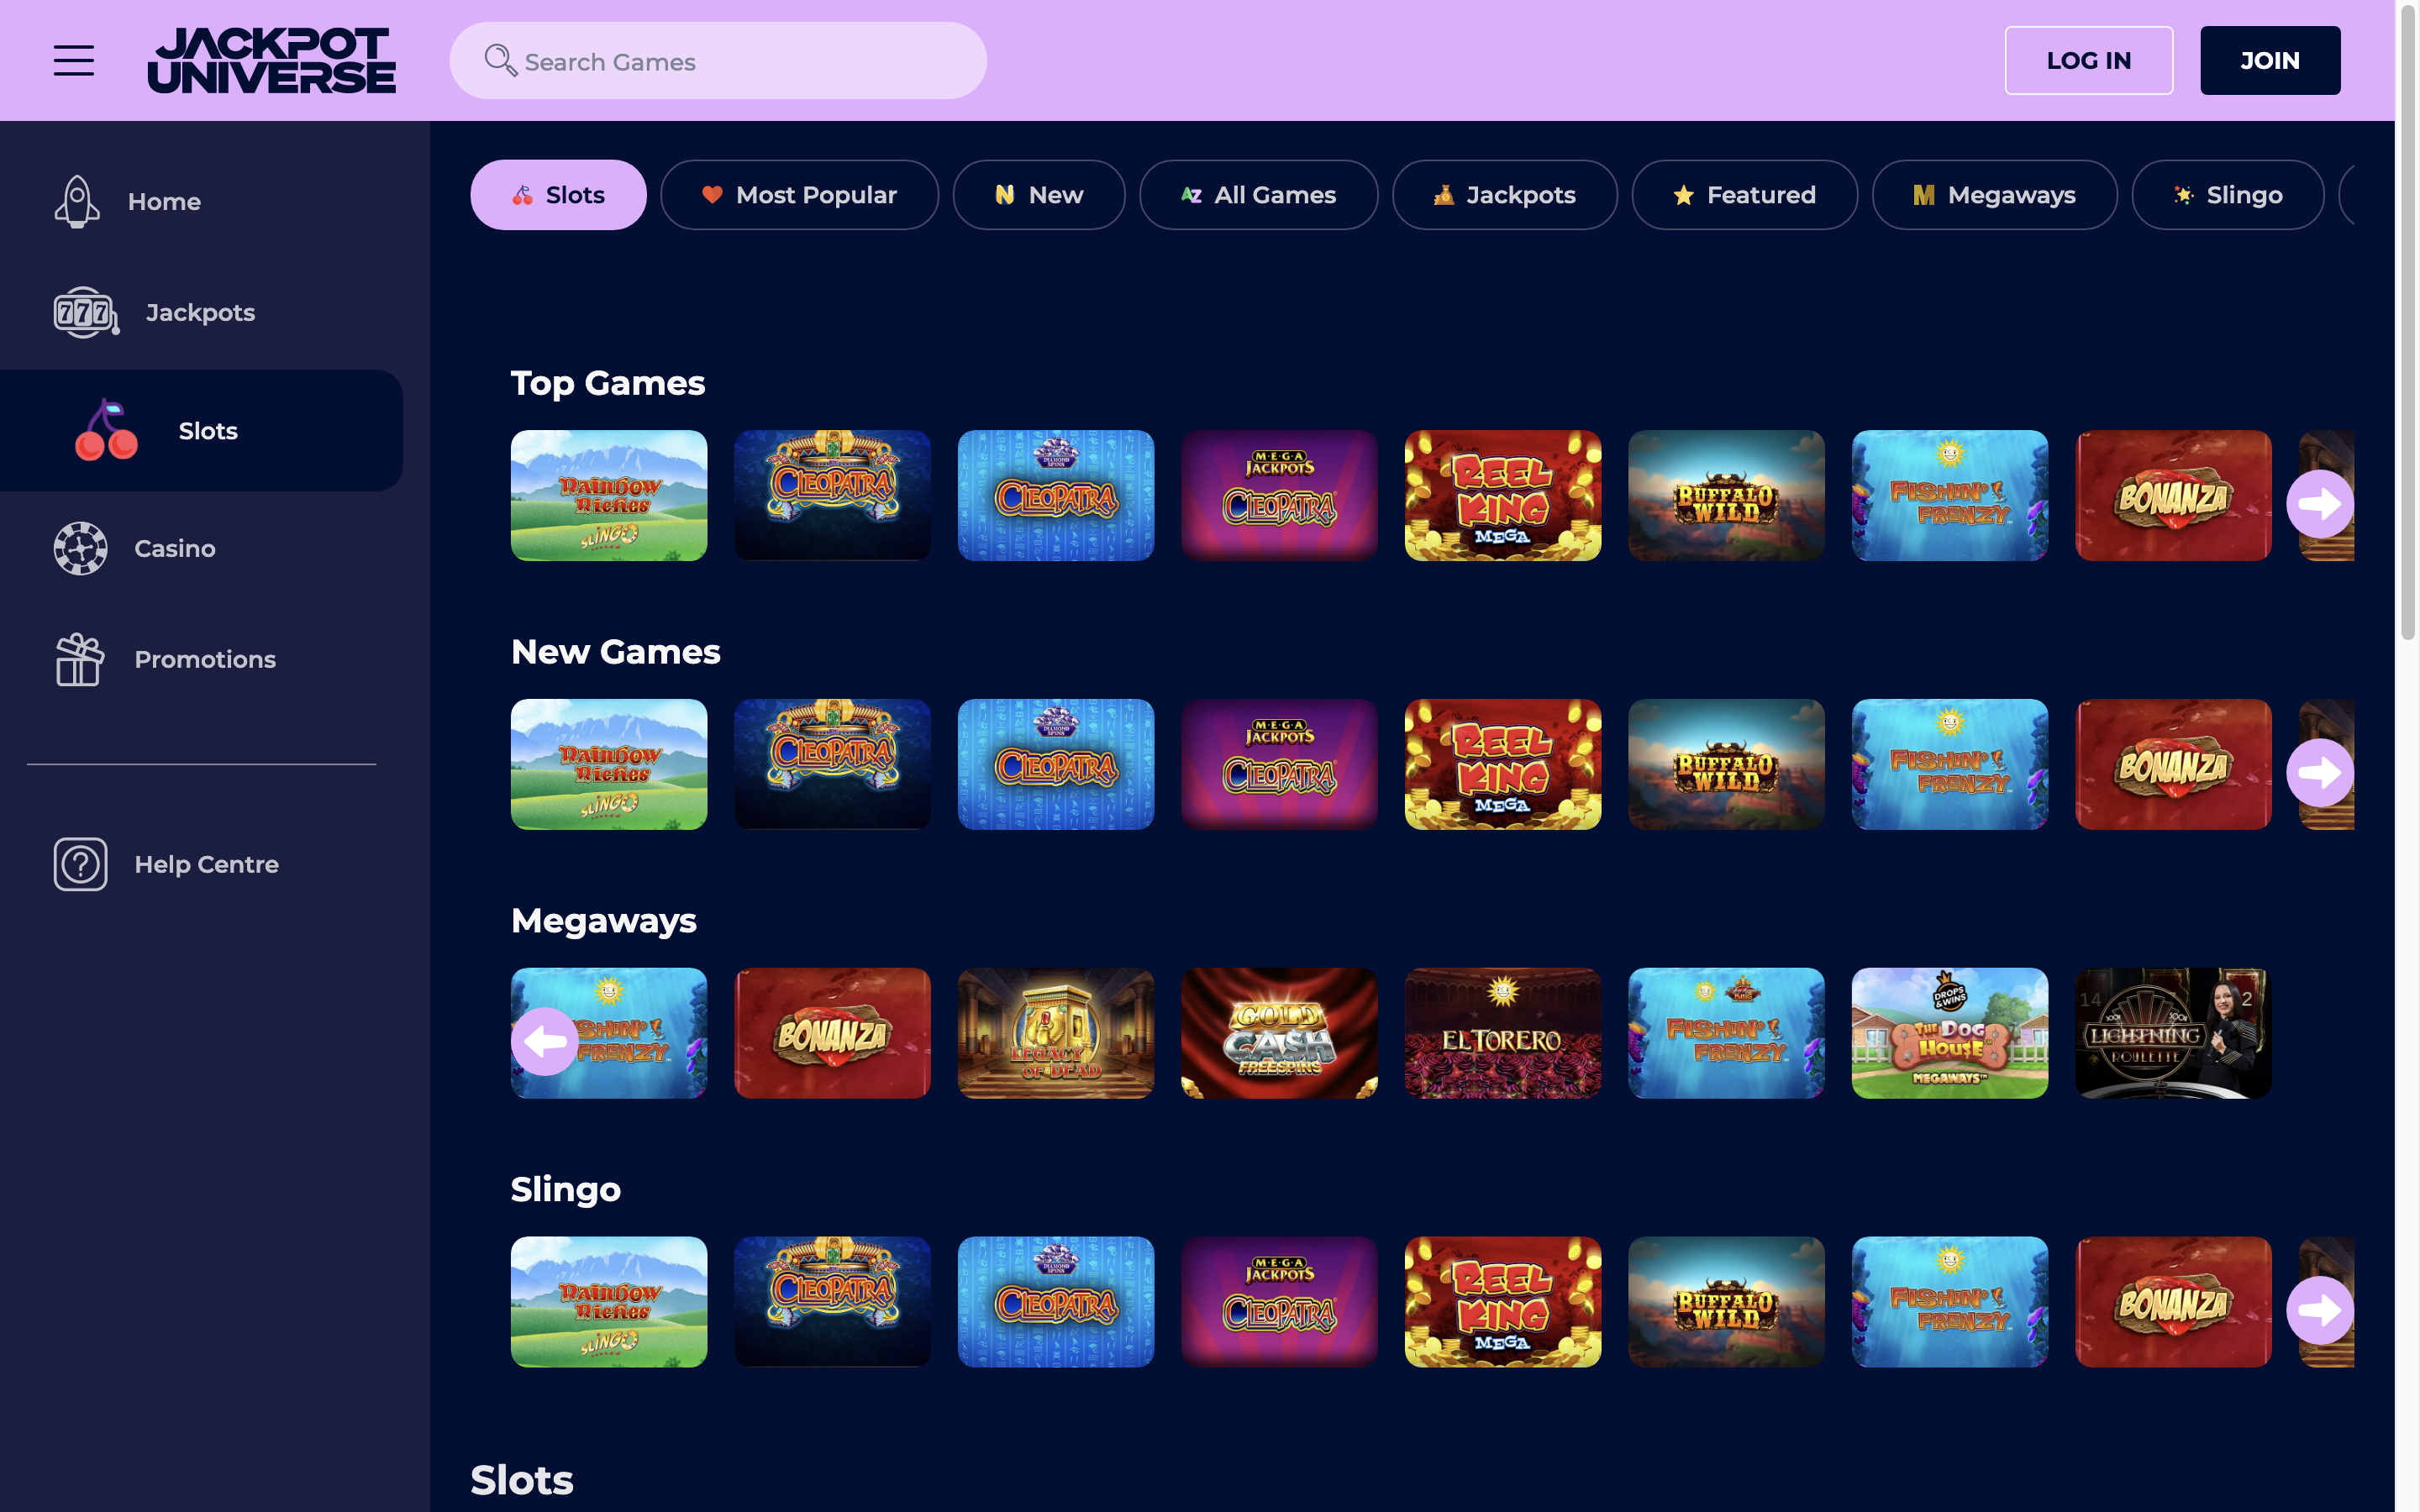 JACKPOT
UNIVERSE
Search Games
LOG IN
JOIN
Home
Jackpots
Slots
Casino
Promotions
Help Centre
Slots
Most Popular
New
All Games
Jackpots
Featured
Megaways
Slingo
Top Games
Rainbow
Riches
SLINGO
CLEOPATRA
DIAMOND
SPINS
CLEOPATRA
MEGA
JACKPOTS
CLEOPATRA
REEL
KING
MEGA
BUFFALO
WILD
FISHIN'
FRENZY
BONANZA
New Games
Rainbow
Riches
SLINGO
CLEOPATRA
DIAMOND
SPINS
CLEOPATRA
MEGA
JACKPOTS
CLEOPATRA
REEL
KING
MEGA
BUFFALO
WILD
FISHIN'
FRENZY
BONANZA
Megaways
FRENZY
BONANZA
LEGACY
OF DEAD
GOLD
CASH
FREESPINS
EL TORERO
FISHIN'
FRENZY
DROPS
& WINS
THE DOG
HOUSE
MEGAWAYS™
14
2
LIGHTNING
ROULETTE
Slingo
Rainbow
Riches
SLINGO
CLEOPATRA
DIAMOND
SPINS
CLEOPATRA
MEGA
JACKPOTS
CLEOPATRA
REEL
KING
MEGA
BUFFALO
WILD
FISHIN'
FRENZY
BONANZA
Slots